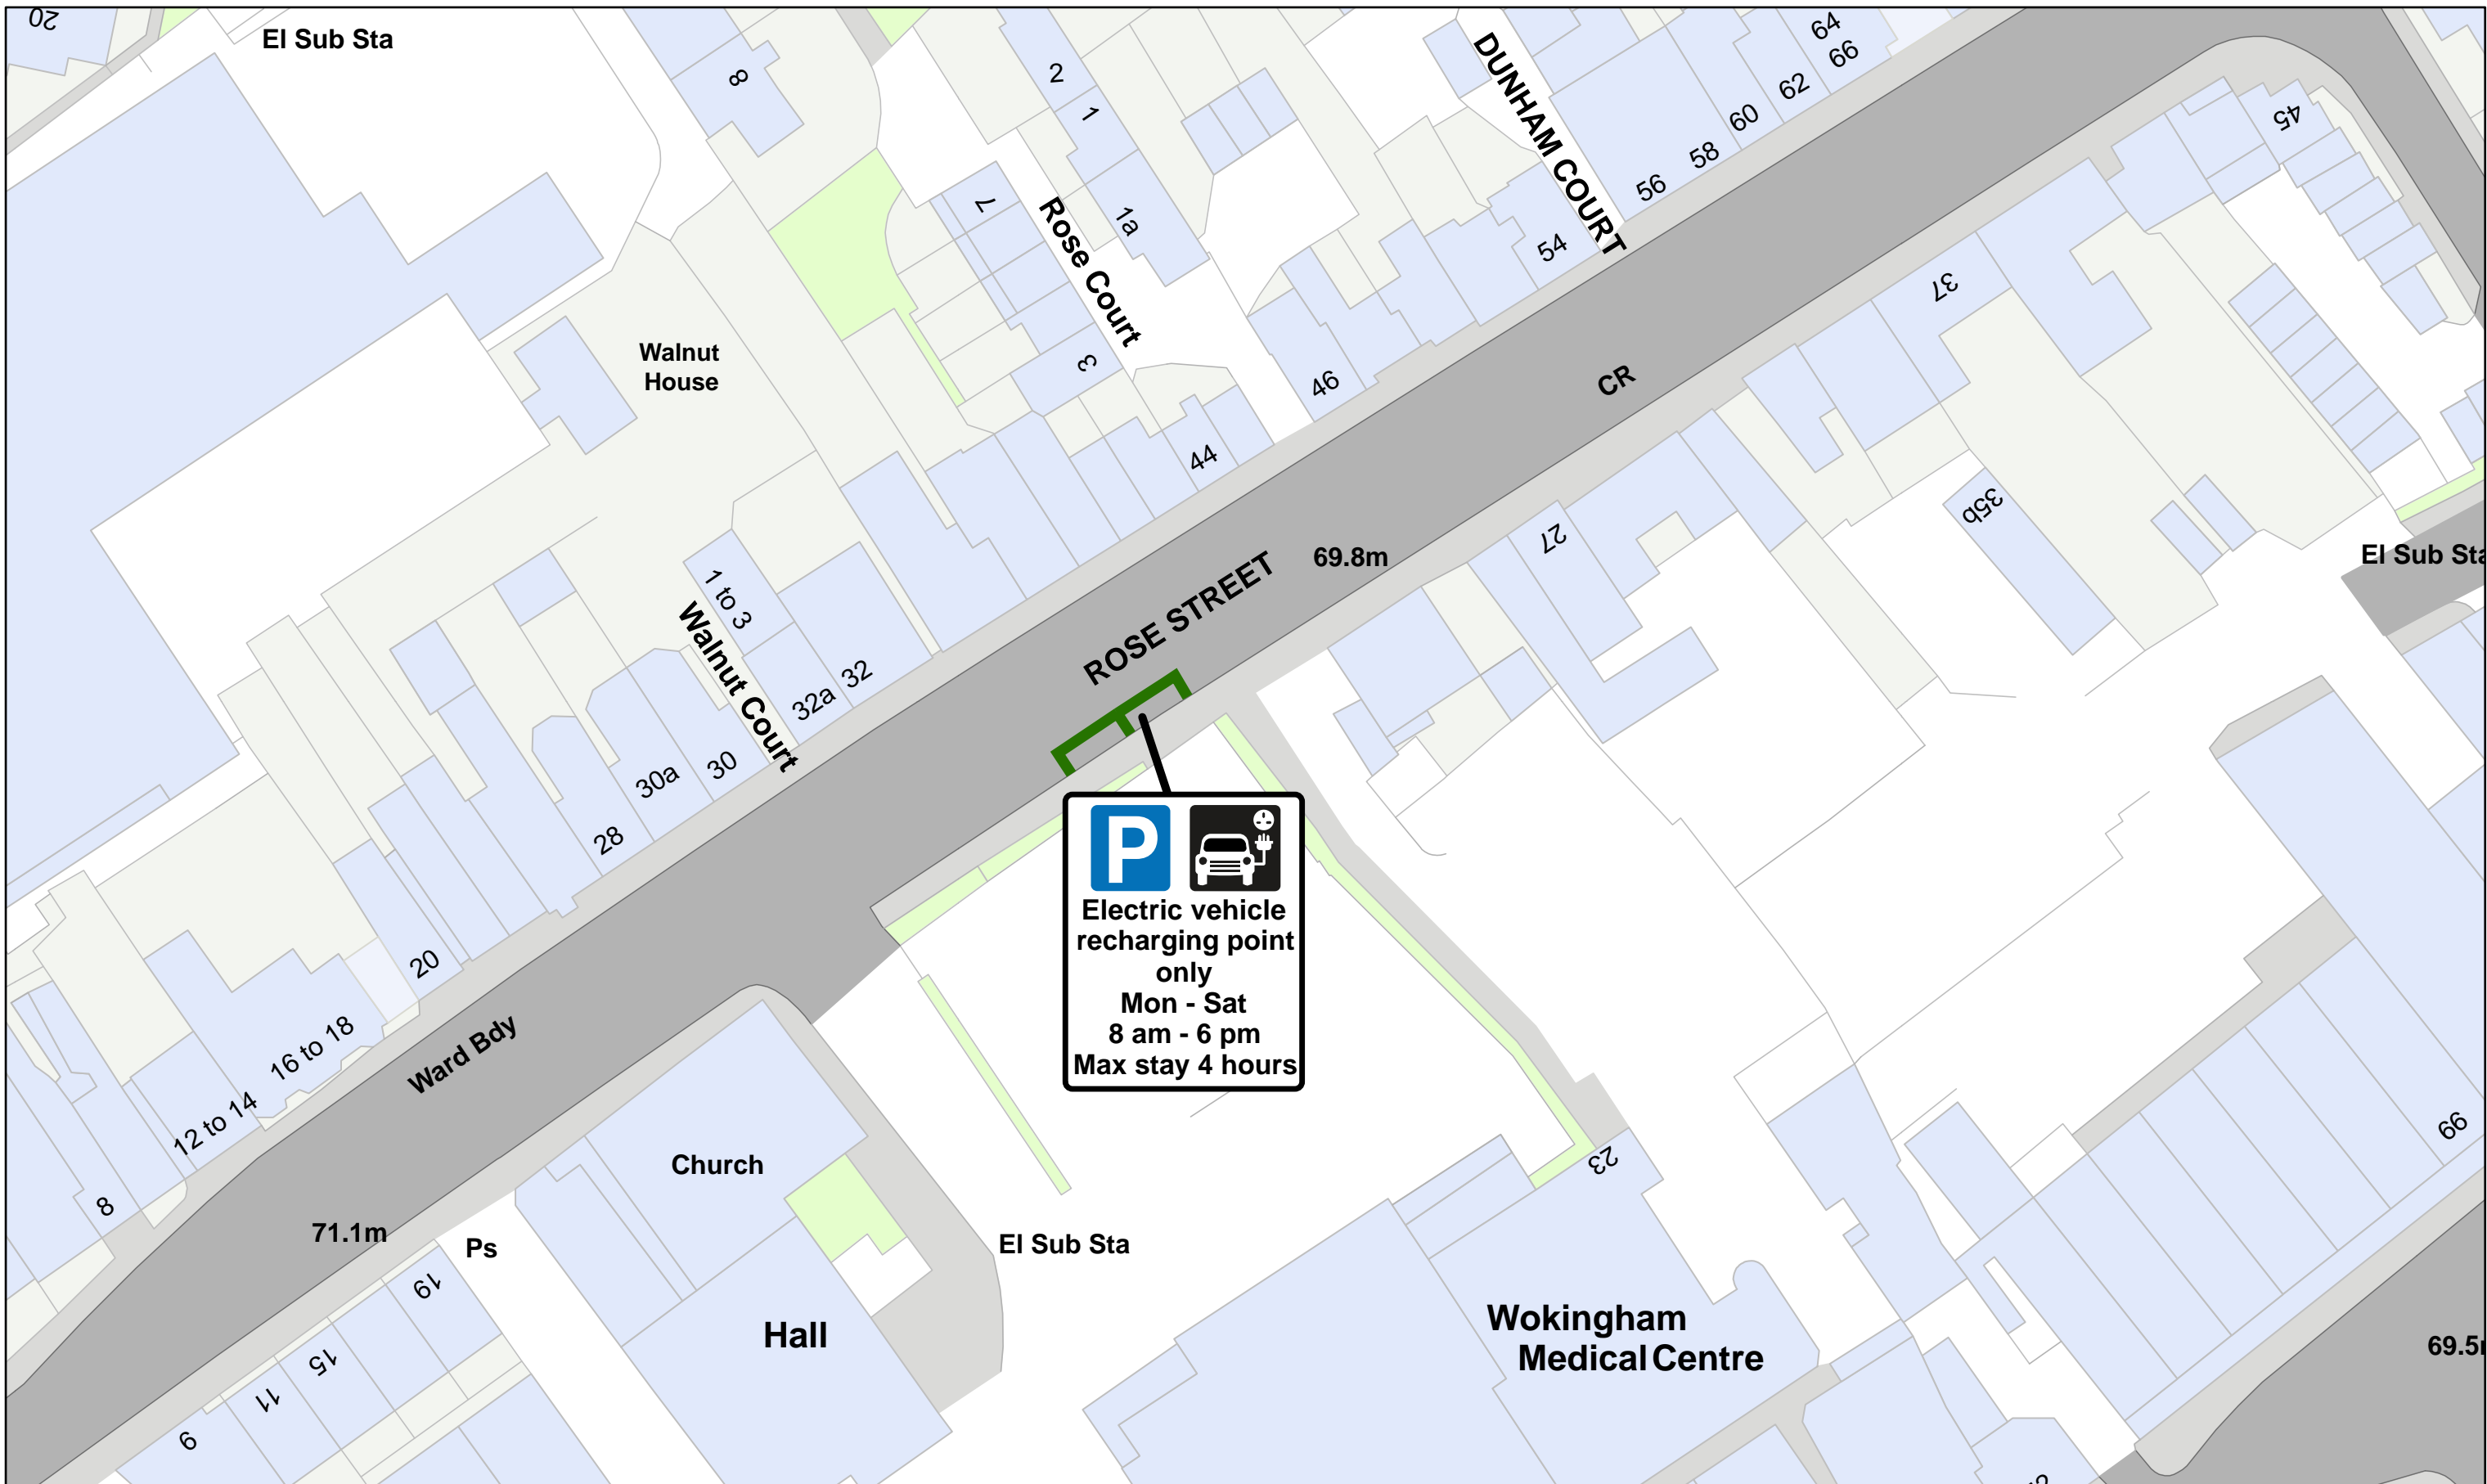 20
El Sub Sta
8
2
1
1a
7
Rose Court
3
DUNHAM COURT
64
66
62
60
58
56
54
45
Walnut
House
46
44
CR
37
35b
27
El Sub Sta
69.8m
ROSE STREET
1 to 3
Walnut Court
32a
32
30
30a
28
20
16 to 18
12 to 14
8
Ward Bdy
P
Electric vehicle
recharging point
only
Mon - Sat
8 am - 6 pm
Max stay 4 hours
Church
23
99
71.1m
Ps
El Sub Sta
Hall
Wokingham
Medical Centre
19
15
11
9